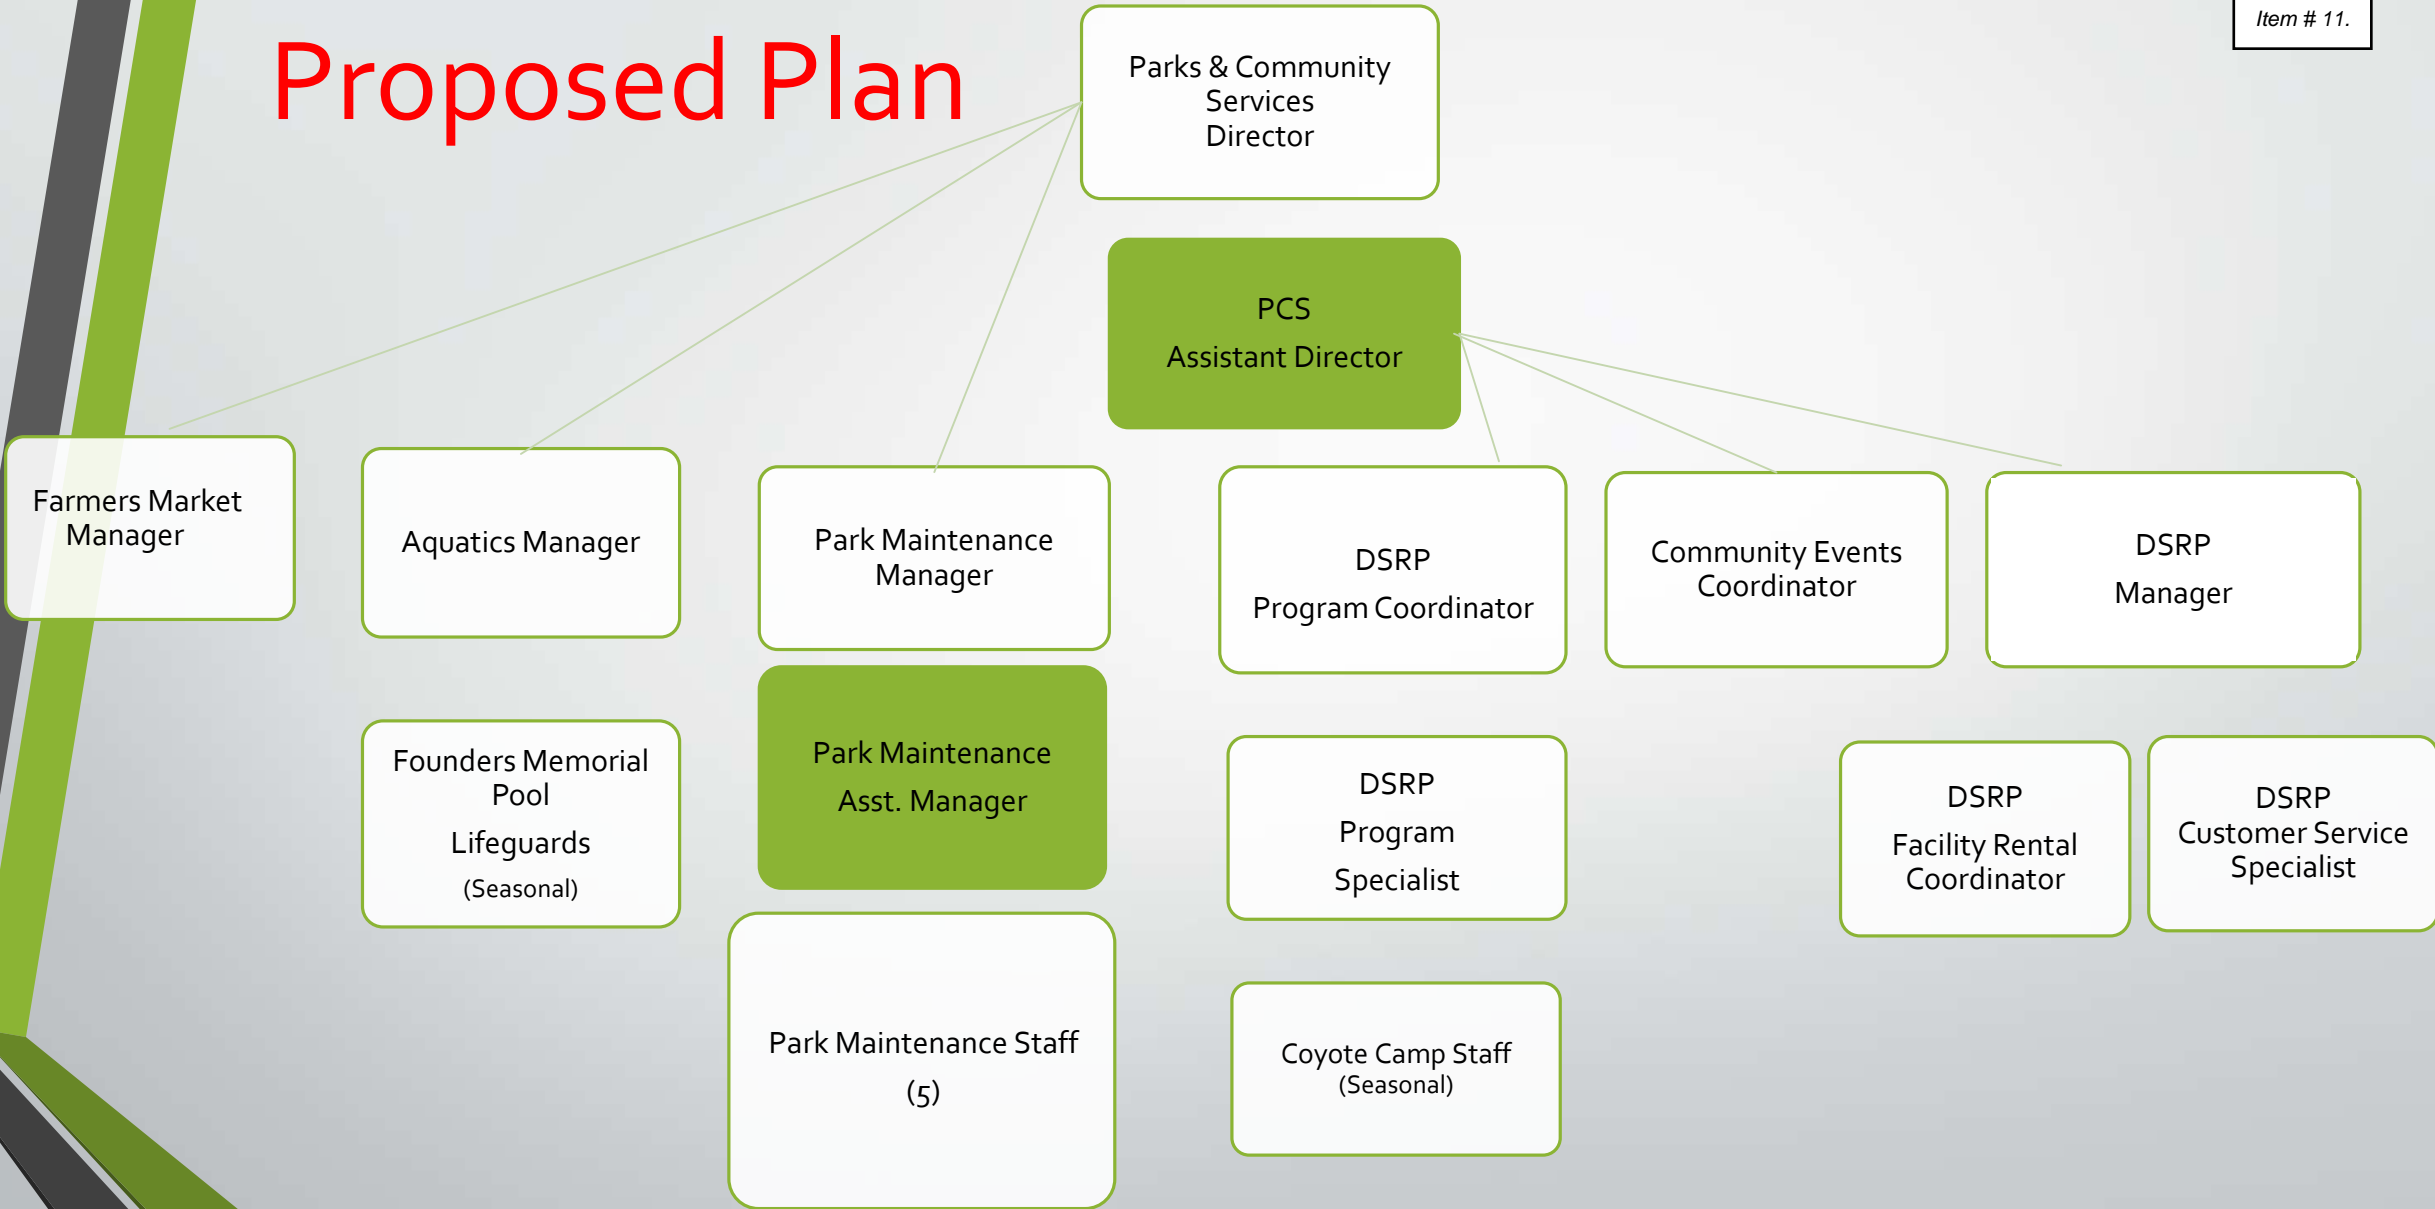 Item # 11.
Proposed Plan
Parks & Community
Services
Director
PCS
Assistant Director
Farmers Market
Manager
Aquatics Manager
Park Maintenance
Manager
DSRP
Program Coordinator
Community Events
Coordinator
DSRP
Manager
Founders Memorial
Pool
Lifeguards
(Seasonal)
Park Maintenance
Asst. Manager
DSRP
Program
Specialist
DSRP
Facility Rental
Coordinator
DSRP
Customer Service
Specialist
Park Maintenance Staff
(5)
Coyote Camp Staff
(Seasonal)